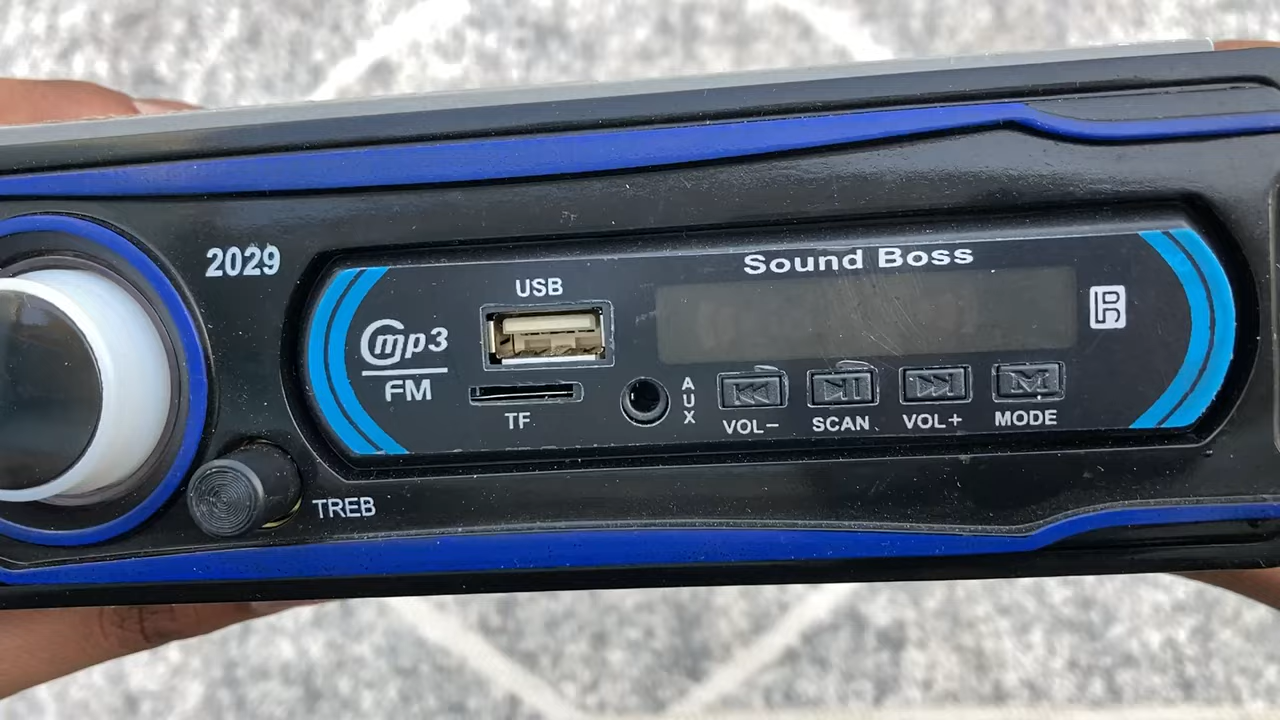 2029
Sound Boss
USB
mp3
FM
TF
AUX
VOL−
SCAN
VOL+
MODE
M
TREB